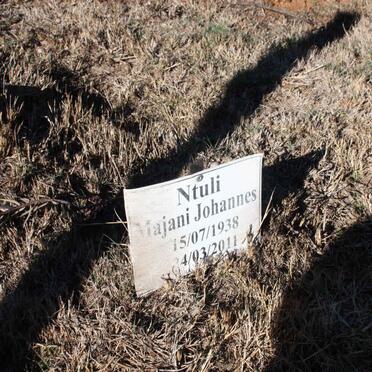 Ntuli
Majani Johannes
15/07/1938
24/03/2011